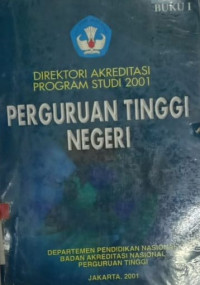 BUKU I
DIREKTORI AKREDITASI
PROGRAM STUDI 2001
PERGURUAN TINGGI
NEGERI
DEPARTEMEN PENDIDIKAN NASIONAL
BADAN AKREDITASI NASIONAL
PERGURUAN TINGGI
JAKARTA, 2001